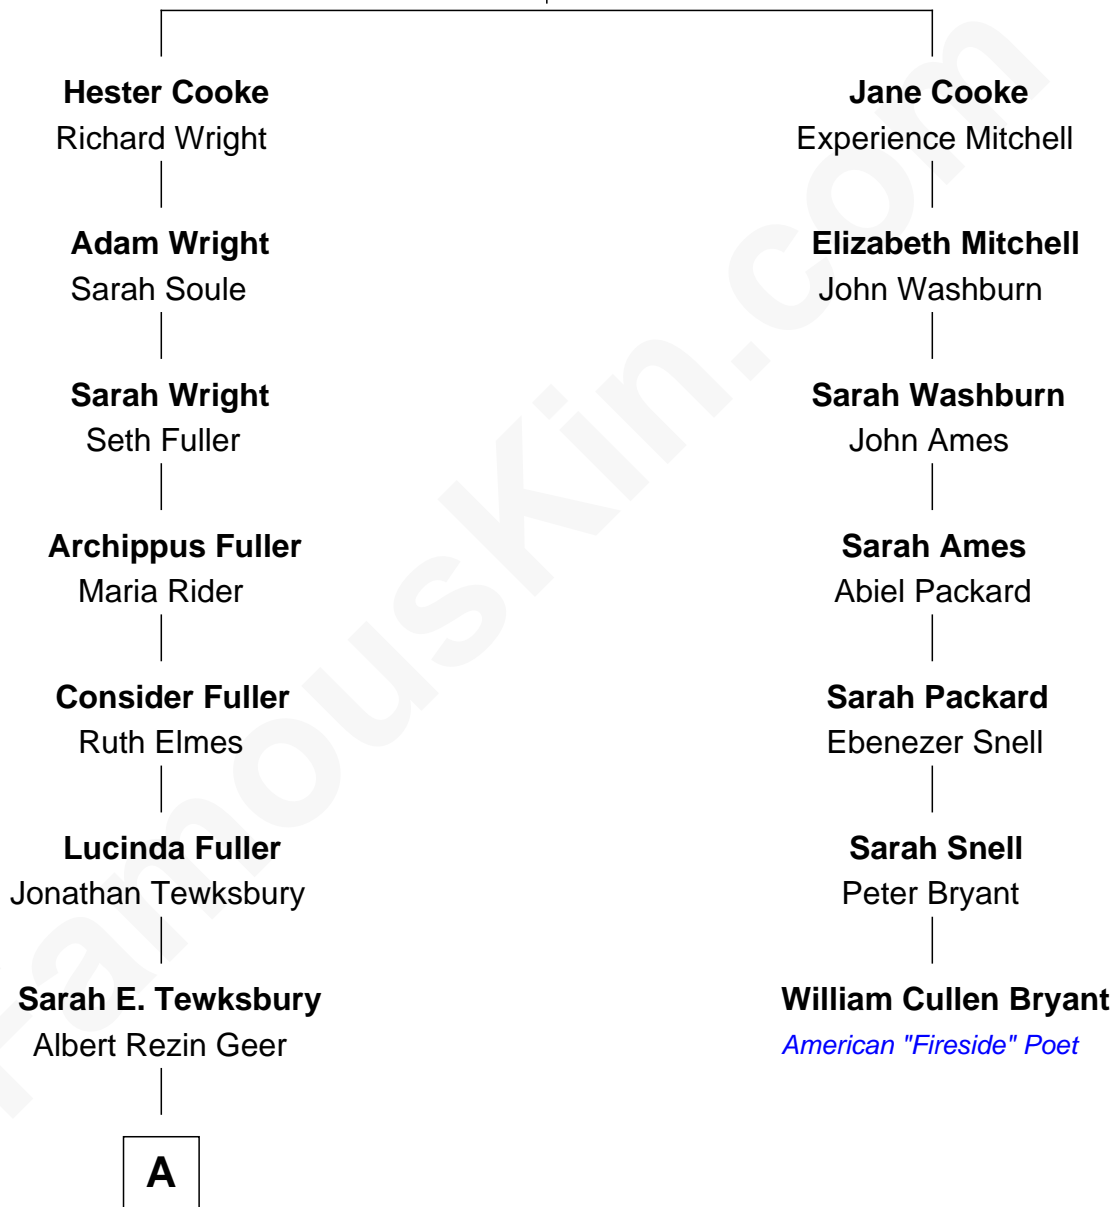 Hester Cooke
Richard Wright
Jane Cooke
Experience Mitchell
Adam Wright
Sarah Soule
Elizabeth Mitchell
John Washburn
Sarah Wright
Seth Fuller
Sarah Washburn
John Ames
Archippus Fuller
Maria Rider
Sarah Ames
Abiel Packard
Consider Fuller
Ruth Elmes
Sarah Packard
Ebenezer Snell
Lucinda Fuller
Jonathan Tewksbury
Sarah Snell
Peter Bryant
Sarah E. Tewksbury
Albert Rezin Geer
William Cullen Bryant
American "Fireside" Poet
A
FamousKin.com